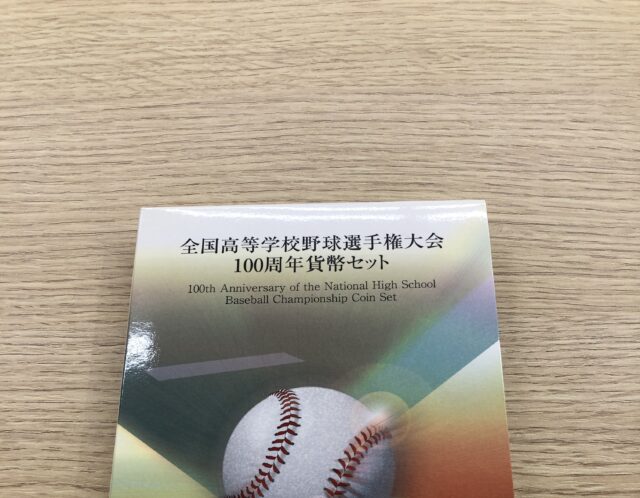 全国高等学校野球選手権大会
100周年貨幣セット
100th Anniversary of the National High School
Baseball Championship Coin Set